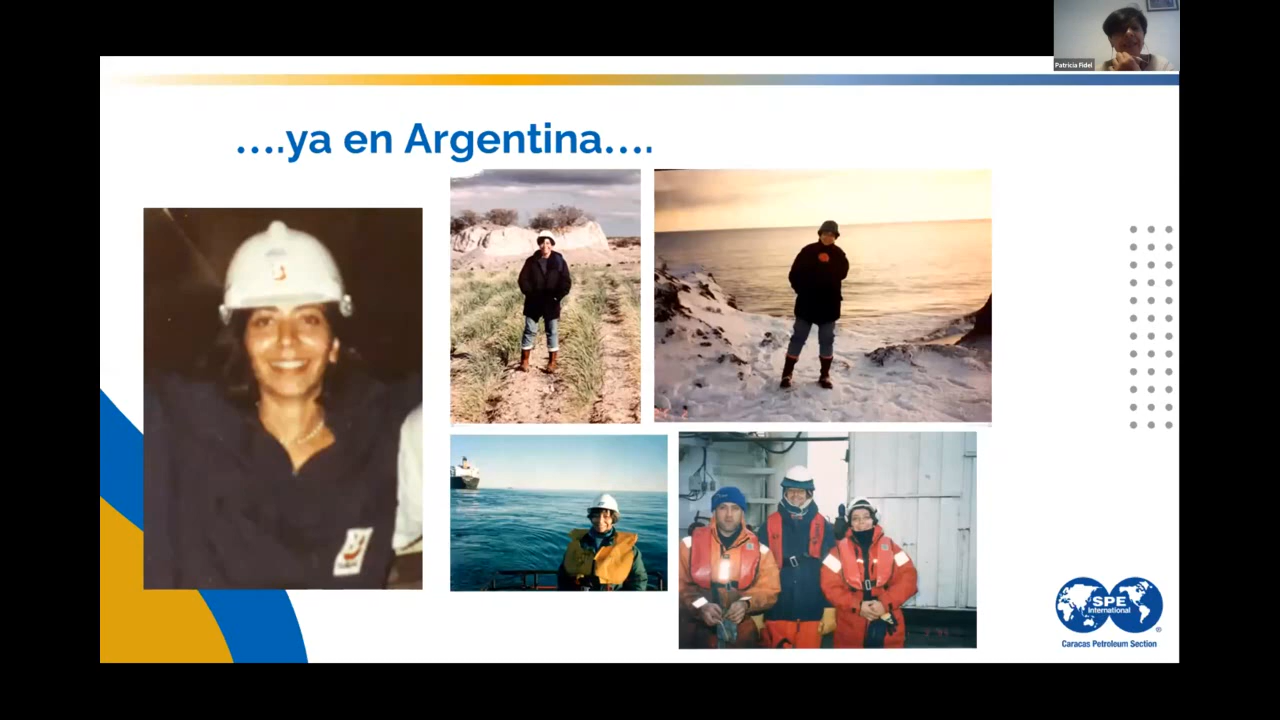 Patricia Fidel
….ya en Argentina….
SPE
International
®
Caracas Petroleum Section